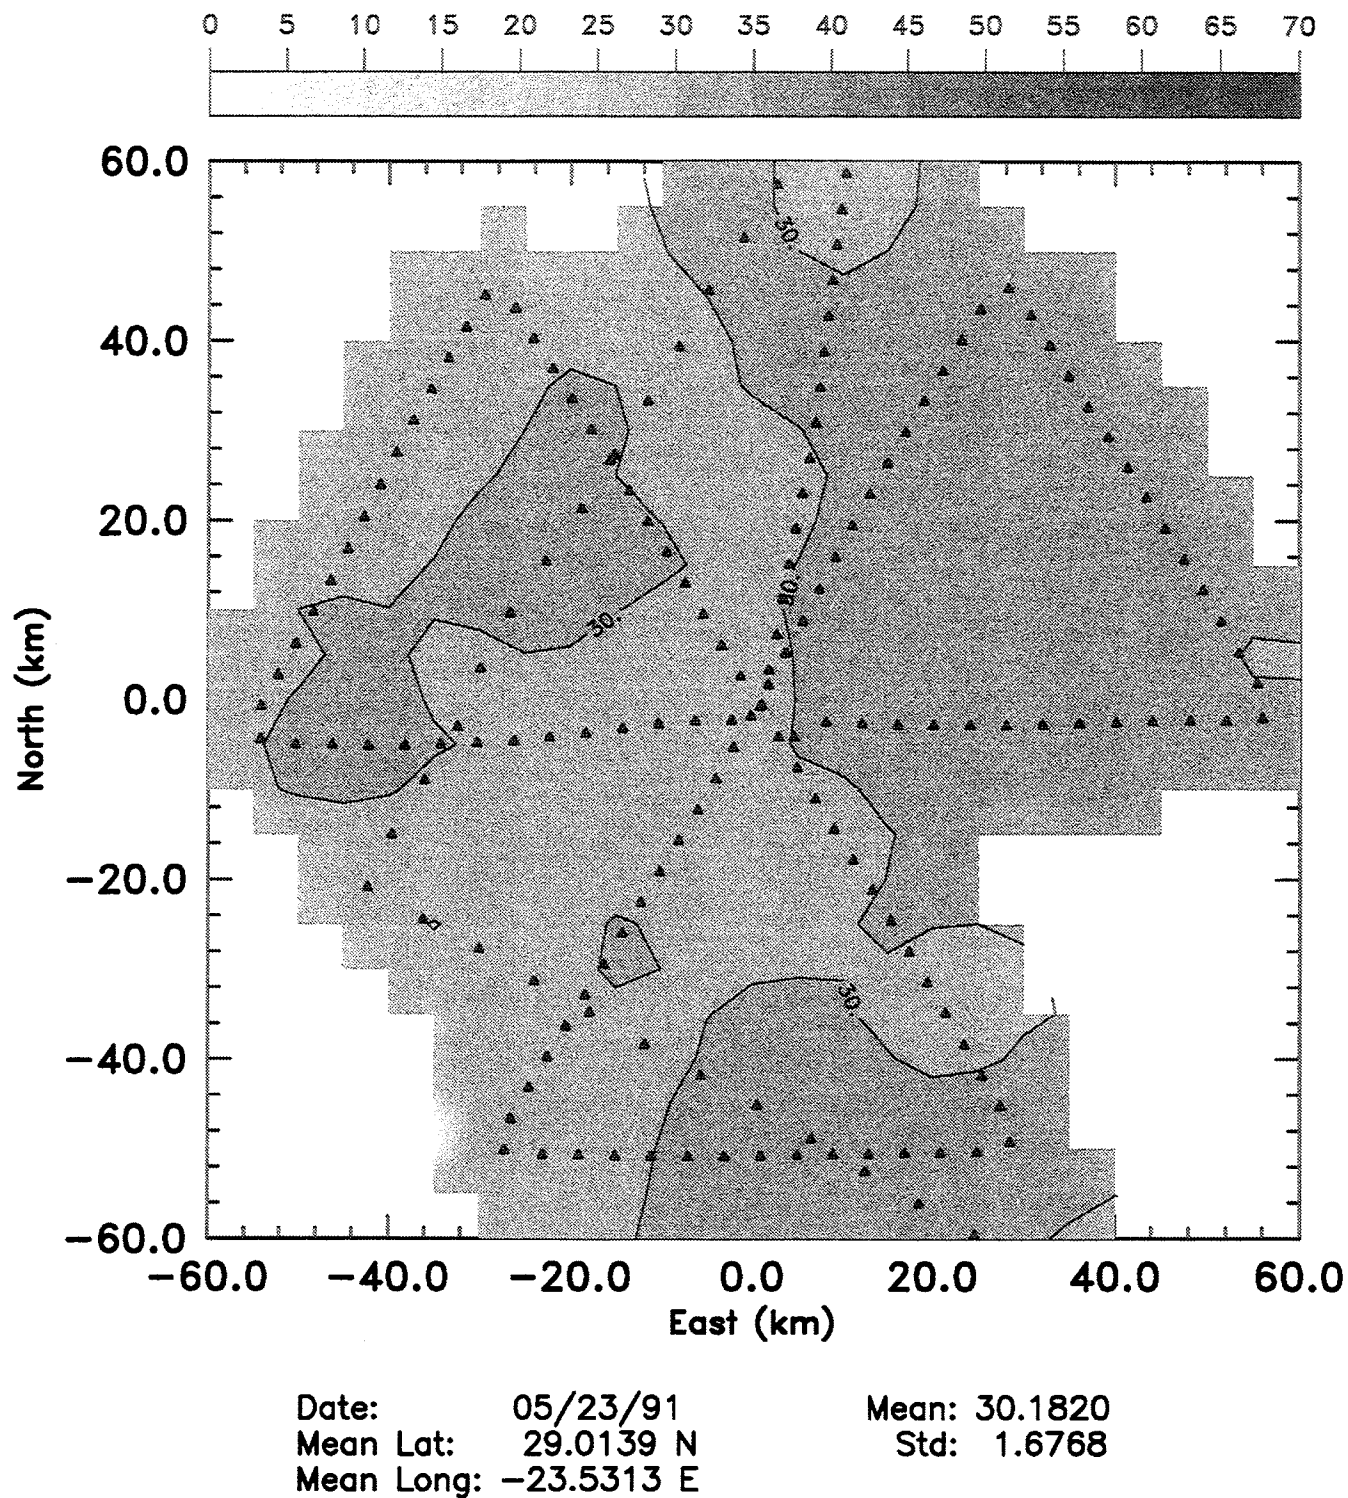 0 5 10 15 20 25 30 35 40 45 50 55 60 65 70
60.0
30.
40.0
20.0
30.
30.
North (km)
0.0
−20.0
30.
−40.0
−60.0
−60.0 −40.0 −20.0 0.0 20.0 40.0 60.0
East (km)
Date: 05/23/91 Mean: 30.1820
Mean Lat: 29.0139 N Std: 1.6768
Mean Long: −23.5313 E